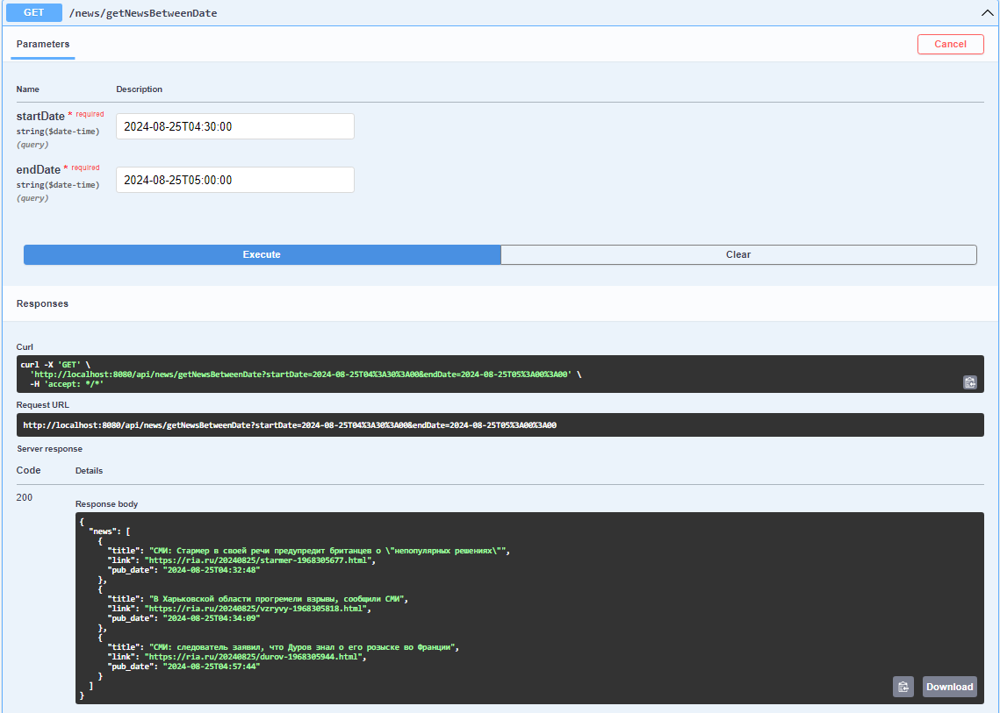 GET /news/getNewsBetweenDate
Parameters
Cancel
Name Description
startDate * required
string($date-time)
(query)
2024-08-25T04:30:00
endDate * required
string($date-time)
(query)
2024-08-25T05:00:00
Execute Clear
Responses
Curl
curl -X 'GET' \
'http://localhost:8080/api/news/getNewsBetweenDate?startDate=2024-08-25T04%3A30%3A00&endDate=2024-08-25T05%3A00%3A00' \
-H 'accept: */*'
Request URL
http://localhost:8080/api/news/getNewsBetweenDate?startDate=2024-08-25T04%3A30%3A00&endDate=2024-08-25T05%3A00%3A00
Server response
Code Details
200
Response body
{
"news": [
{
"title": "СМИ: Стармер в своей речи предупредит британцев о \"непопулярных решениях\"",
"link": "https://ria.ru/20240825/starmer-1968305677.html",
"pub_date": "2024-08-25T04:32:48"
},
{
"title": "В Харьковской области прогремели взрывы, сообщили СМИ",
"link": "https://ria.ru/20240825/vzryvy-1968305818.html",
"pub_date": "2024-08-25T04:34:09"
},
{
"title": "СМИ: следователь заявил, что Дуров знал о его розыске во Франции",
"link": "https://ria.ru/20240825/durov-1968305944.html",
"pub_date": "2024-08-25T04:57:44"
}
]
}
Download